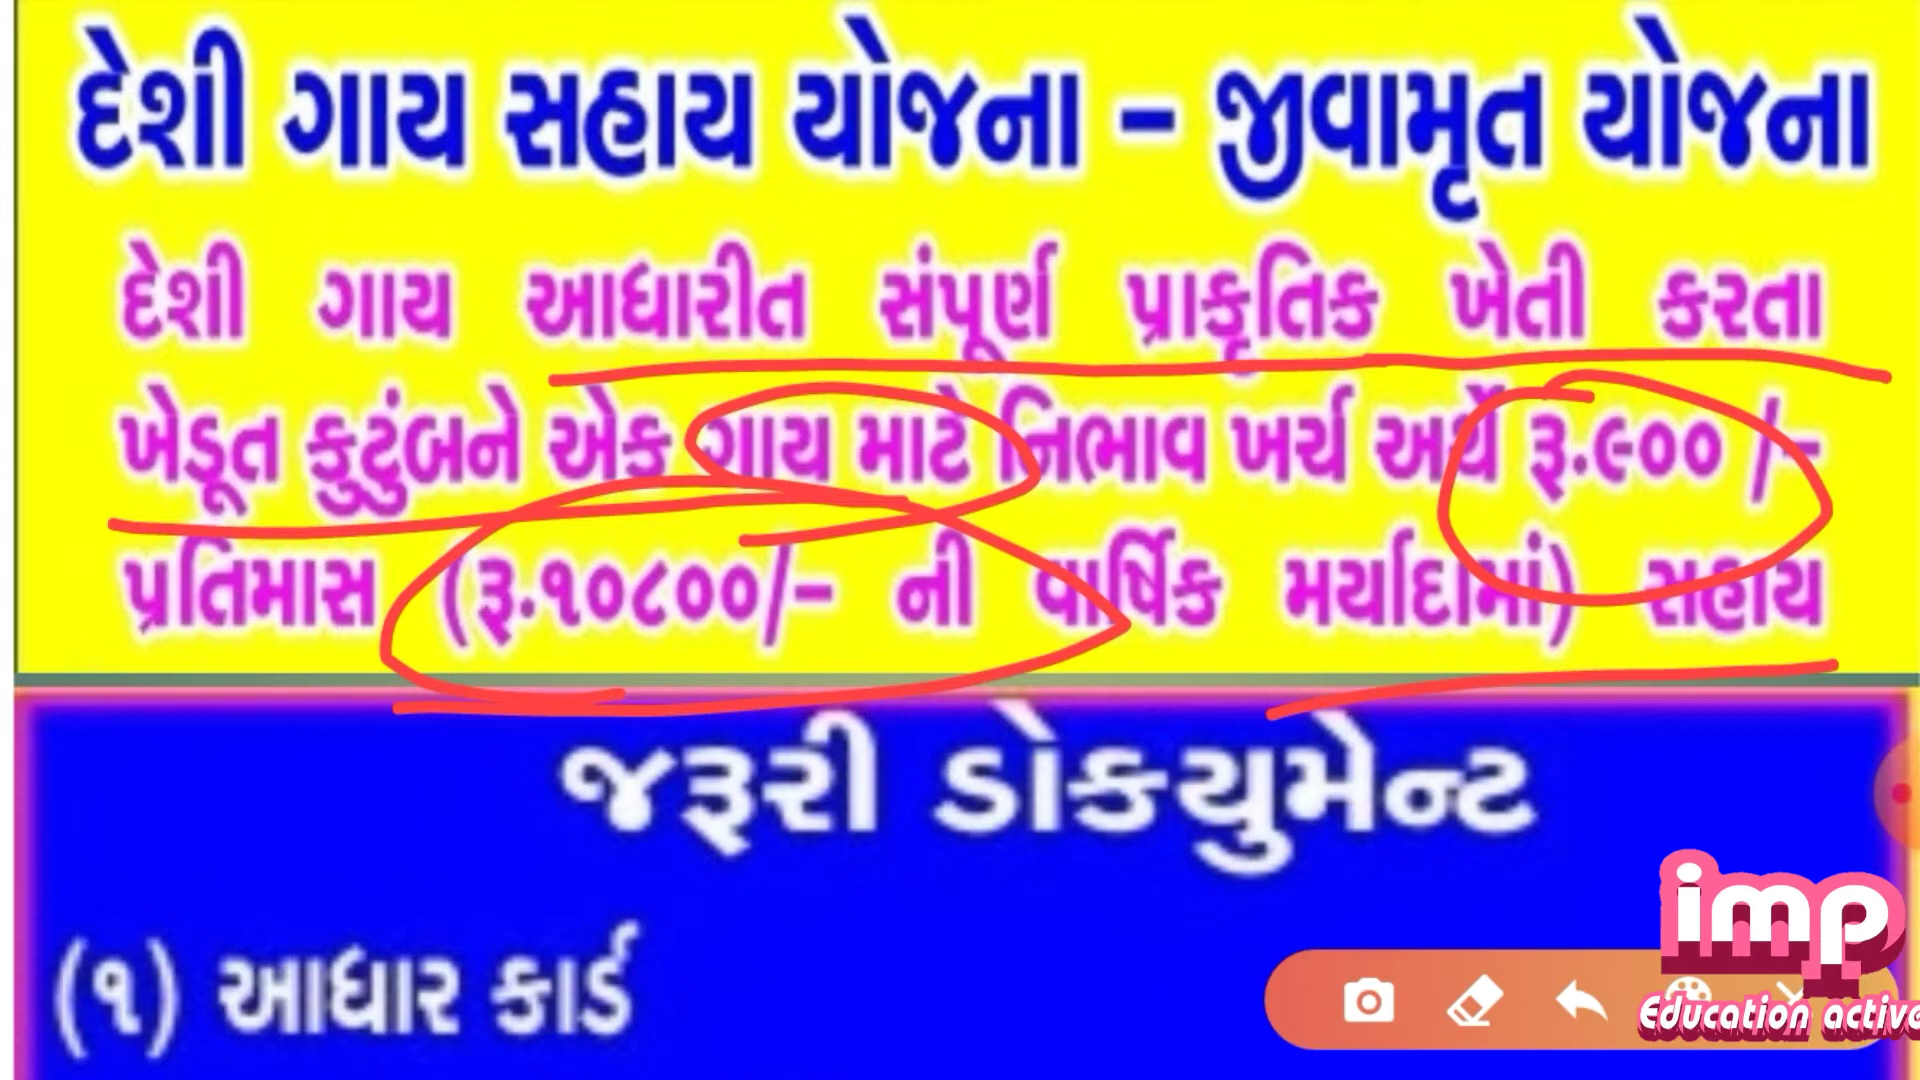 દેશી ગાય સહાય યોજના – જીવામૃત યોજના
દેશી ગાય આધારીત સંપૂર્ણ પ્રાકૃતિક ખેતી કરતા
ખેડૂત કુટુંબને એક ગાય માટે નિભાવ ખર્ચ અર્થે રૂ.૯૦૦ /–
પ્રતિમાસ (રૂ.૧૦૮૦૦/– ની વાર્ષિક મર્યાદામાં) સહાય
જરૂરી ડોકયુમેન્ટ
(૧) આધાર કાર્ડ
imp
Education active